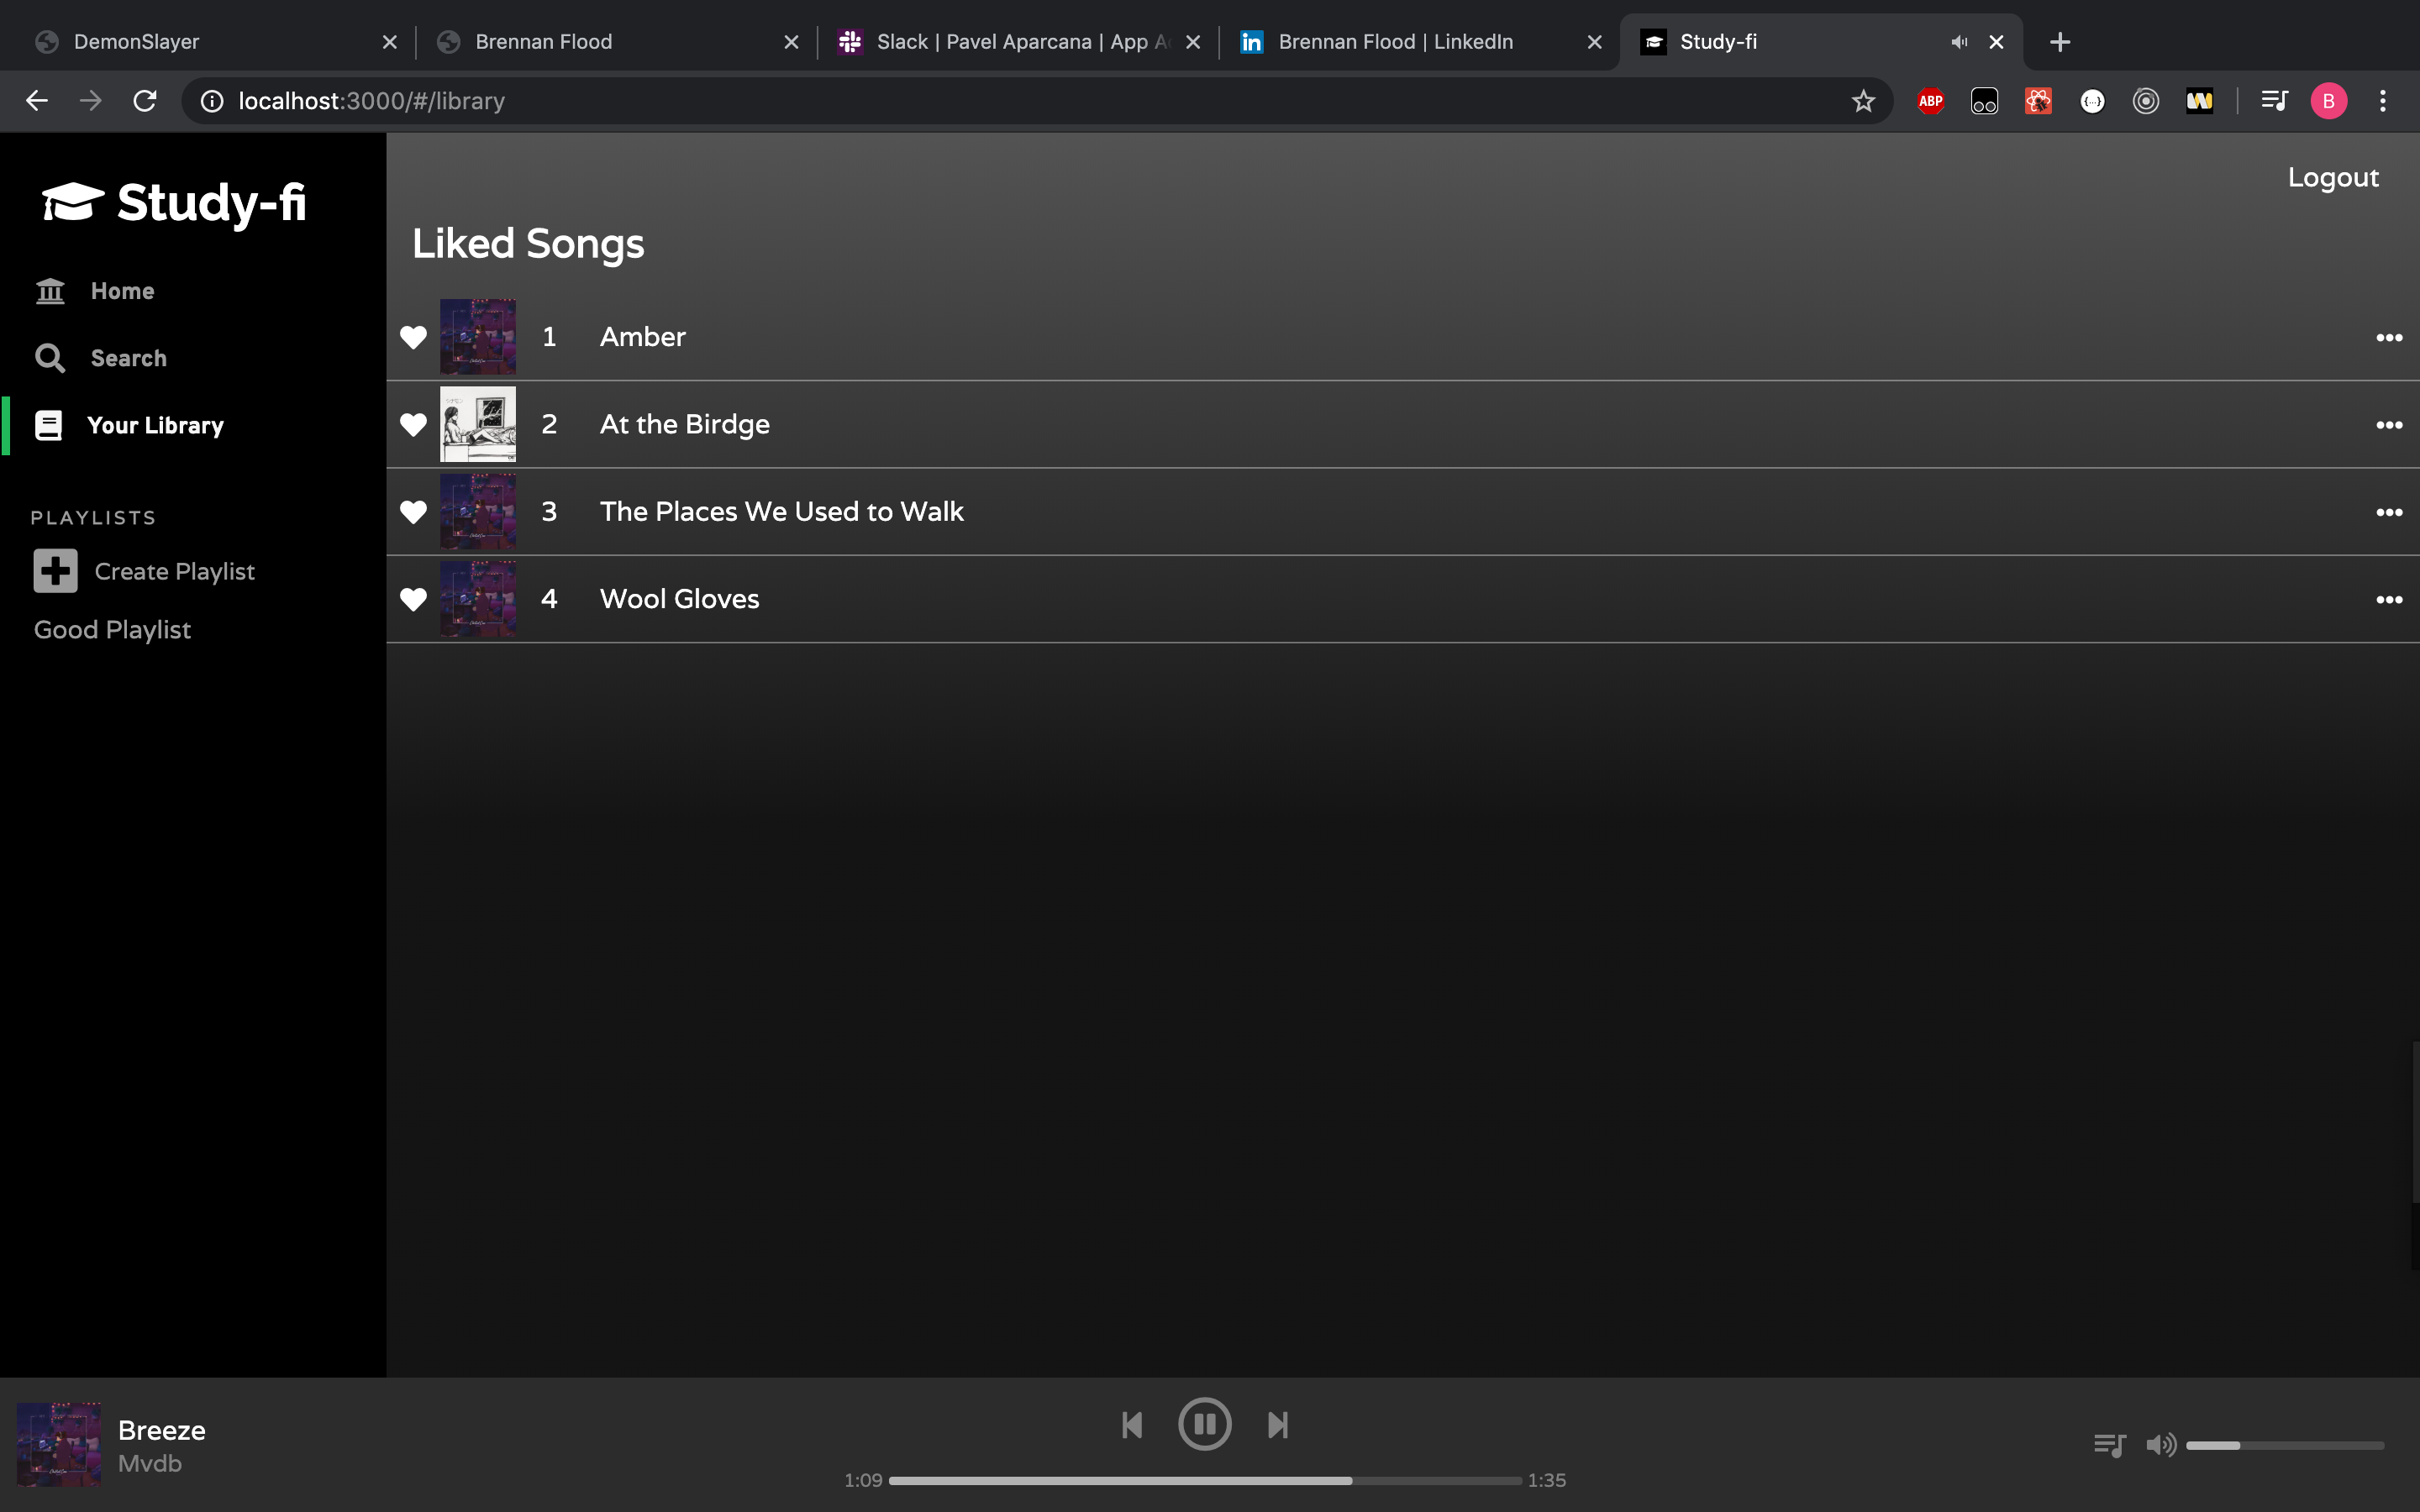 DemonSlayer
Brennan Flood
Slack | Pavel Aparcana | App A
Brennan Flood | LinkedIn
Study-fi
localhost:3000/#/library
ABP
B
Study-fi
Logout
Home
Search
Your Library
PLAYLISTS
Create Playlist
Good Playlist
Liked Songs
1 Amber
2 At the Birdge
3 The Places We Used to Walk
4 Wool Gloves
Breeze
Mvdb
1:09
1:35